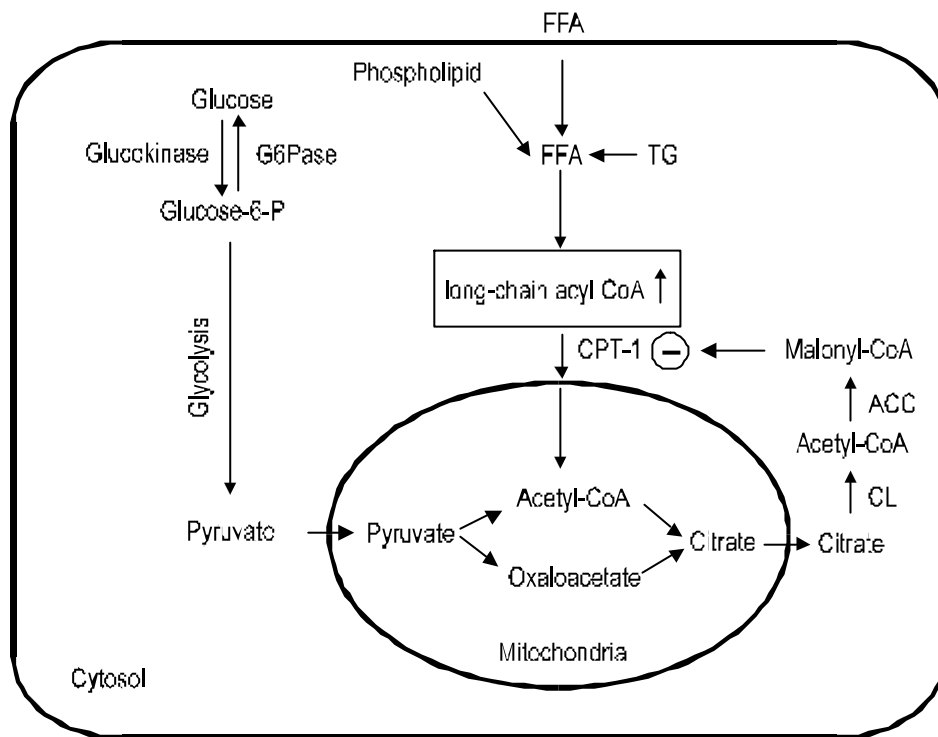 FFA
Phospholipid
Glucose
Glucokinase
G6Pase
FFA
TG
Glucose-6-P
long-chain acyl CoA ↑
Glycolysis
CPT-1
−
Malonyl-CoA
ACC
Acetyl-CoA
CL
Acetyl-CoA
Pyruvate
Pyruvate
Citrate
Citrate
Oxaloacetate
Mitochondria
Cytosol